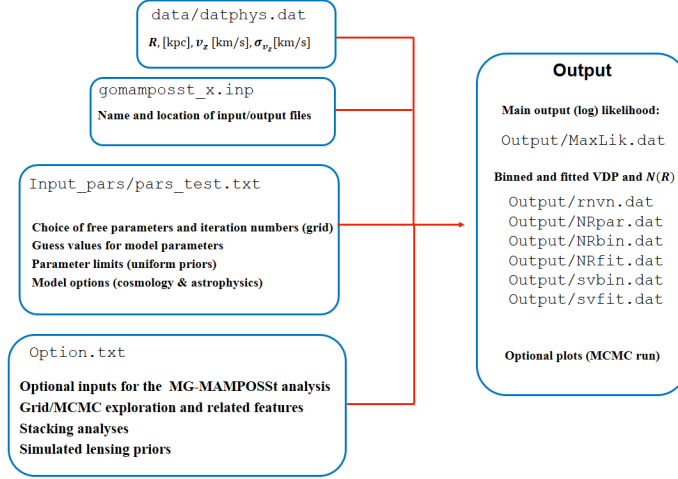 data/datphys.dat
R, [kpc], v_z [km/s], σ_{v_z}[km/s]
gomamposst_x.inp
Name and location of input/output files
Input_pars/pars_test.txt
Choice of free parameters and iteration numbers (grid)
Guess values for model parameters
Parameter limits (uniform priors)
Model options (cosmology & astrophysics)
Option.txt
Optional inputs for the MG-MAMPOSSt analysis
Grid/MCMC exploration and related features
Stacking analyses
Simulated lensing priors
Output
Main output (log) likelihood:
Output/MaxLik.dat
Binned and fitted VDP and N(R)
Output/rnvn.dat
Output/NRpar.dat
Output/NRbin.dat
Output/NRfit.dat
Output/svbin.dat
Output/svfit.dat
Optional plots (MCMC run)